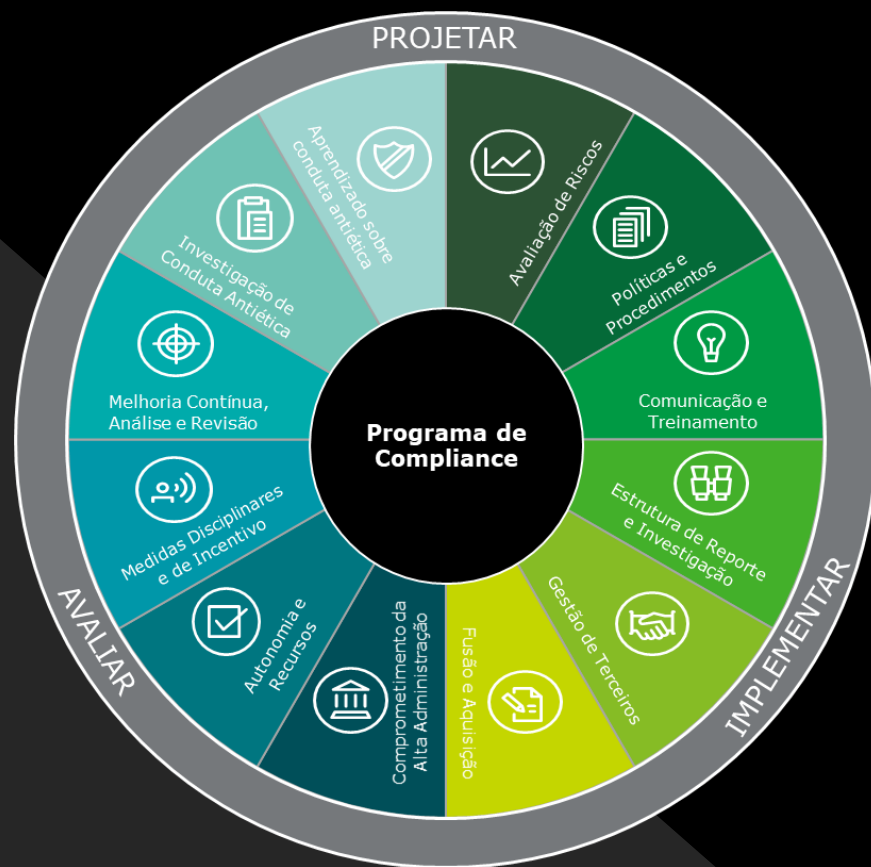 PROJETAR
Avaliação de Riscos
Políticas e
Procedimentos
Comunicação e
Treinamento
Estrutura de Reporte
e Investigação
Gestão de Terceiros
IMPLEMENTAR
Fusão e Aquisição
Comprometimento da
Alta Administração
Autonomia e
Recursos
AVALIAR
Medidas Disciplinares
e de Incentivo
Melhoria Contínua,
Análise e Revisão
Investigação de
Conduta Antiética
Aprendizado sobre
conduta antiética
Programa de
Compliance